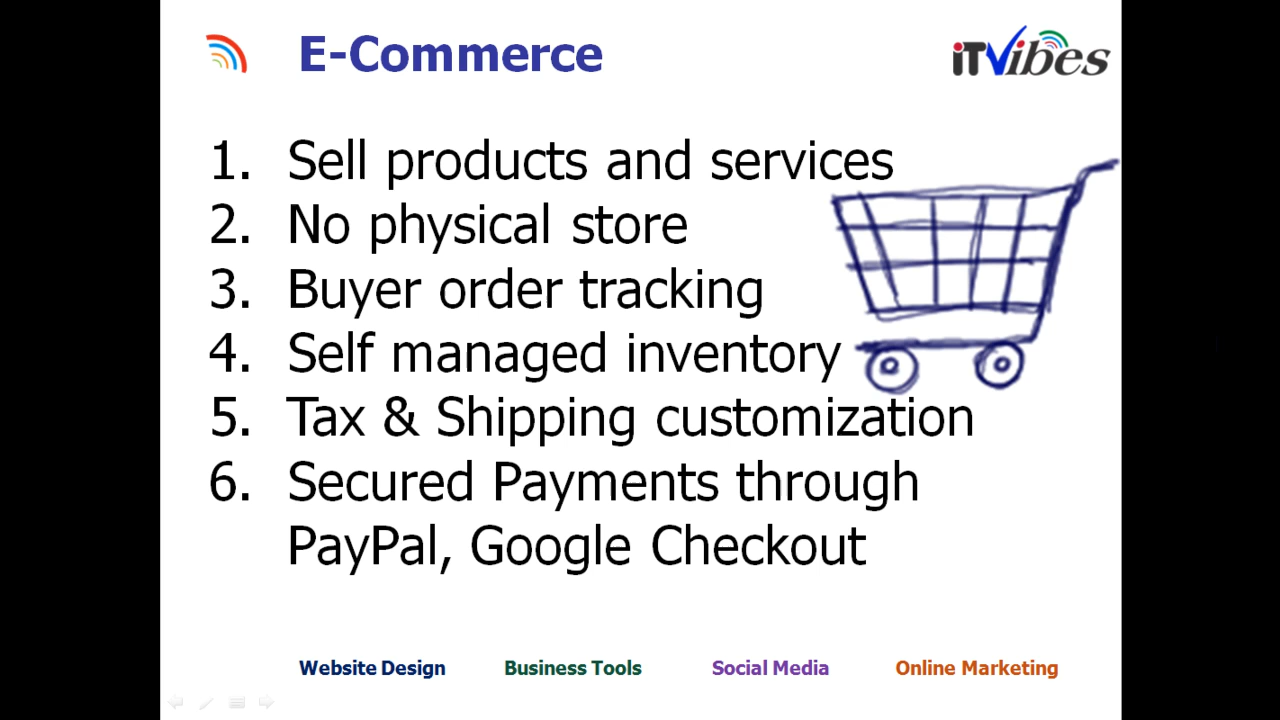 E-Commerce
iTVibes
1. Sell products and services
2. No physical store
3. Buyer order tracking
4. Self managed inventory
5. Tax & Shipping customization
6. Secured Payments through
PayPal, Google Checkout
Website Design Business Tools Social Media Online Marketing